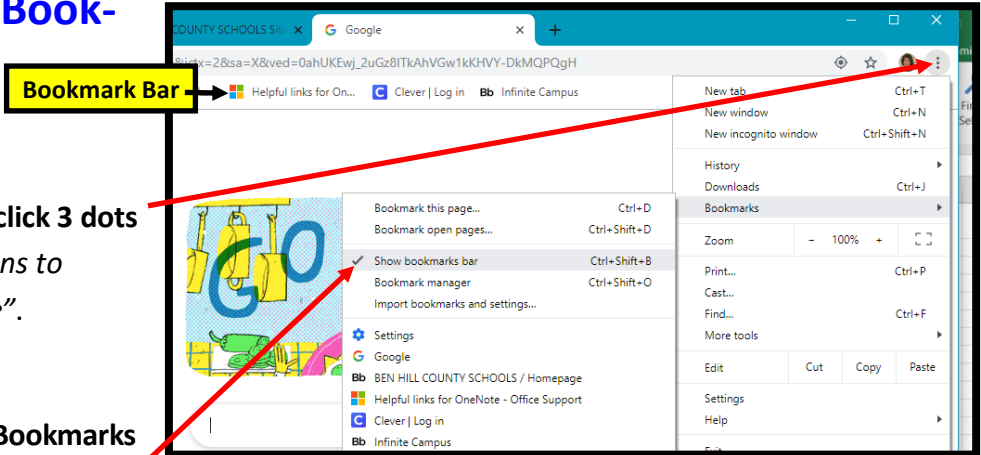 Book-
COUNTY SCHOOLS Site
Google
&ictx=2&sa=X&ved=0ahUKEwj_2uGz8ITkAhVGw1kKHVY-DkMQPQgH
Bookmark Bar
Helpful links for On...
Clever | Log in
Bb Infinite Campus
New tab Ctrl+T
New window Ctrl+N
New incognito window Ctrl+Shift+N
History
Downloads Ctrl+J
Bookmarks
Zoom - 100% +
Print... Ctrl+P
Cast...
Find... Ctrl+F
More tools
Edit Cut Copy Paste
Settings
Help
click 3 dots
ns to
”.
Bookmarks
Bookmark this page... Ctrl+D
Bookmark open pages... Ctrl+Shift+D
Show bookmarks bar Ctrl+Shift+B
Bookmark manager Ctrl+Shift+O
Import bookmarks and settings...
Settings
Google
Bb BEN HILL COUNTY SCHOOLS / Homepage
Helpful links for OneNote - Office Support
Clever | Log in
Bb Infinite Campus
GO